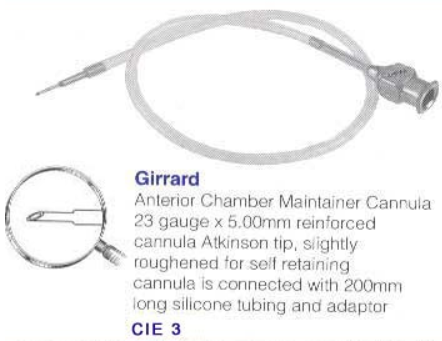 Girrard
Anterior Chamber Maintainer Cannula
23 gauge x 5.00mm reinforced
cannula Atkinson tip, slightly
roughened for self retaining
cannula is connected with 200mm
long silicone tubing and adaptor
CIE 3